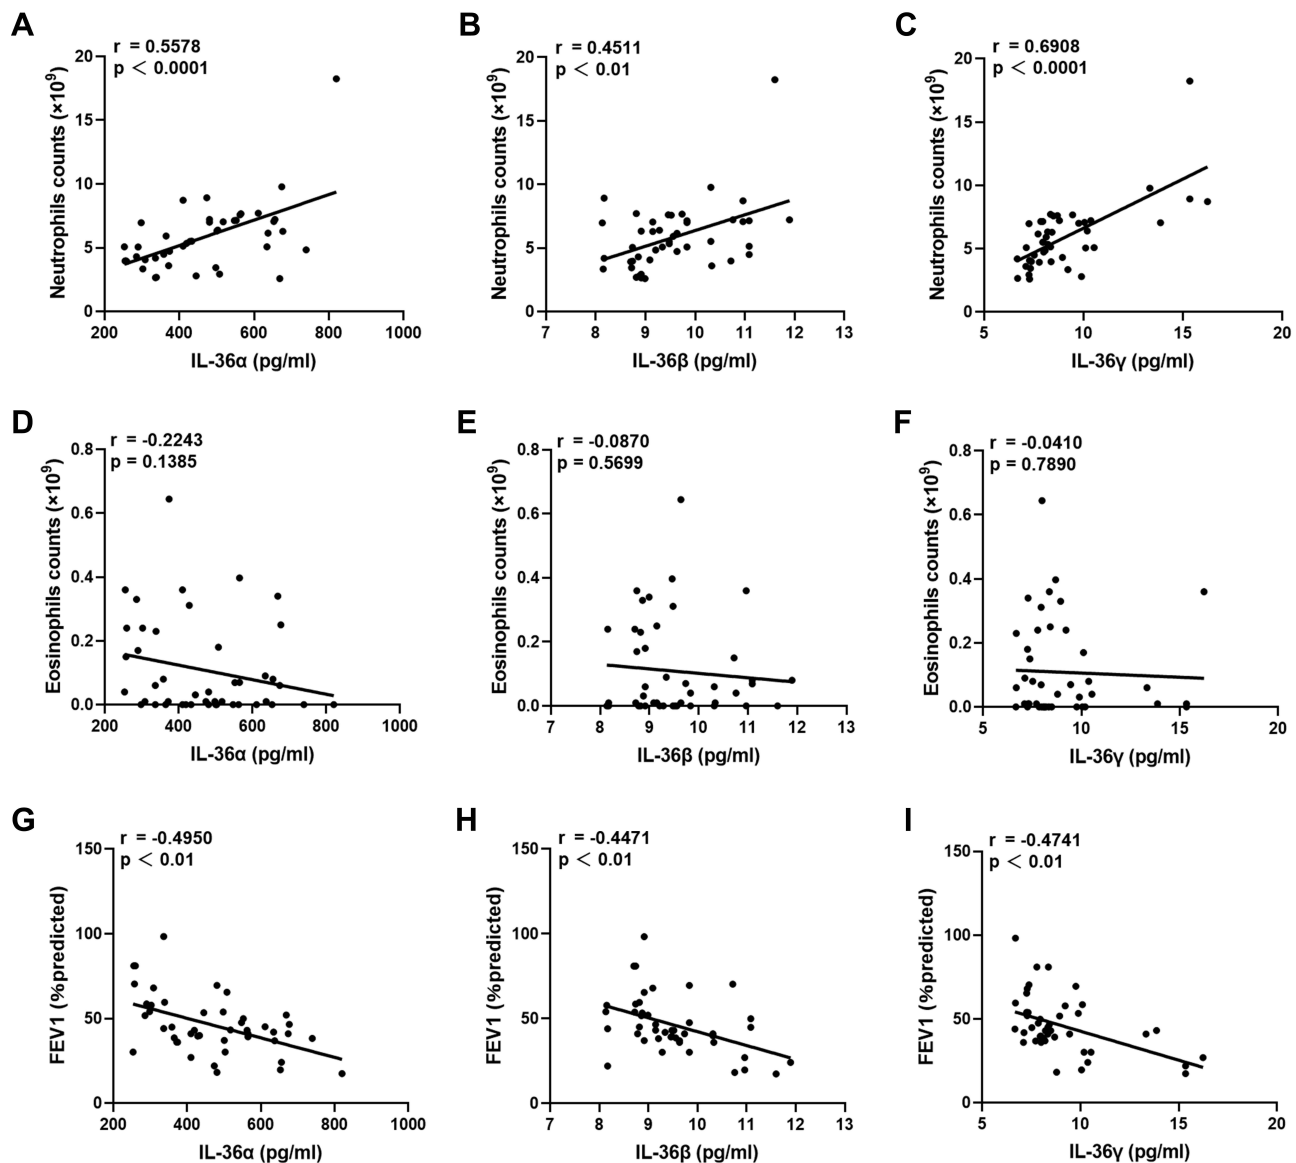 A
r = 0.5578
p < 0.0001
Neutrophils counts (×10⁹)
20
15
10
5
0
200 400 600 800 1000
IL-36α (pg/ml)
B
r = 0.4511
p < 0.01
Neutrophils counts (×10⁹)
20
15
10
5
0
7 8 9 10 11 12 13
IL-36β (pg/ml)
C
r = 0.6908
p < 0.0001
Neutrophils counts (×10⁹)
20
15
10
5
0
5 10 15 20
IL-36γ (pg/ml)
D
r = -0.2243
p = 0.1385
Eosinophils counts (×10⁹)
0.8
0.6
0.4
0.2
0.0
200 400 600 800 1000
IL-36α (pg/ml)
E
r = -0.0870
p = 0.5699
Eosinophils counts (×10⁹)
0.8
0.6
0.4
0.2
0.0
6 7 8 9 10 11 12 13
IL-36β (pg/ml)
F
r = -0.0410
p = 0.7890
Eosinophils counts (×10⁹)
0.8
0.6
0.4
0.2
0.0
5 10 15 20
IL-36γ (pg/ml)
G
r = -0.4950
p < 0.01
FEV1 (%predicted)
150
100
50
0
200 400 600 800 1000
IL-36α (pg/ml)
H
r = -0.4471
p < 0.01
FEV1 (%predicted)
150
100
50
0
7 8 9 10 11 12 13
IL-36β (pg/ml)
I
r = -0.4741
p < 0.01
FEV1 (%predicted)
150
100
50
0
5 10 15 20
IL-36γ (pg/ml)